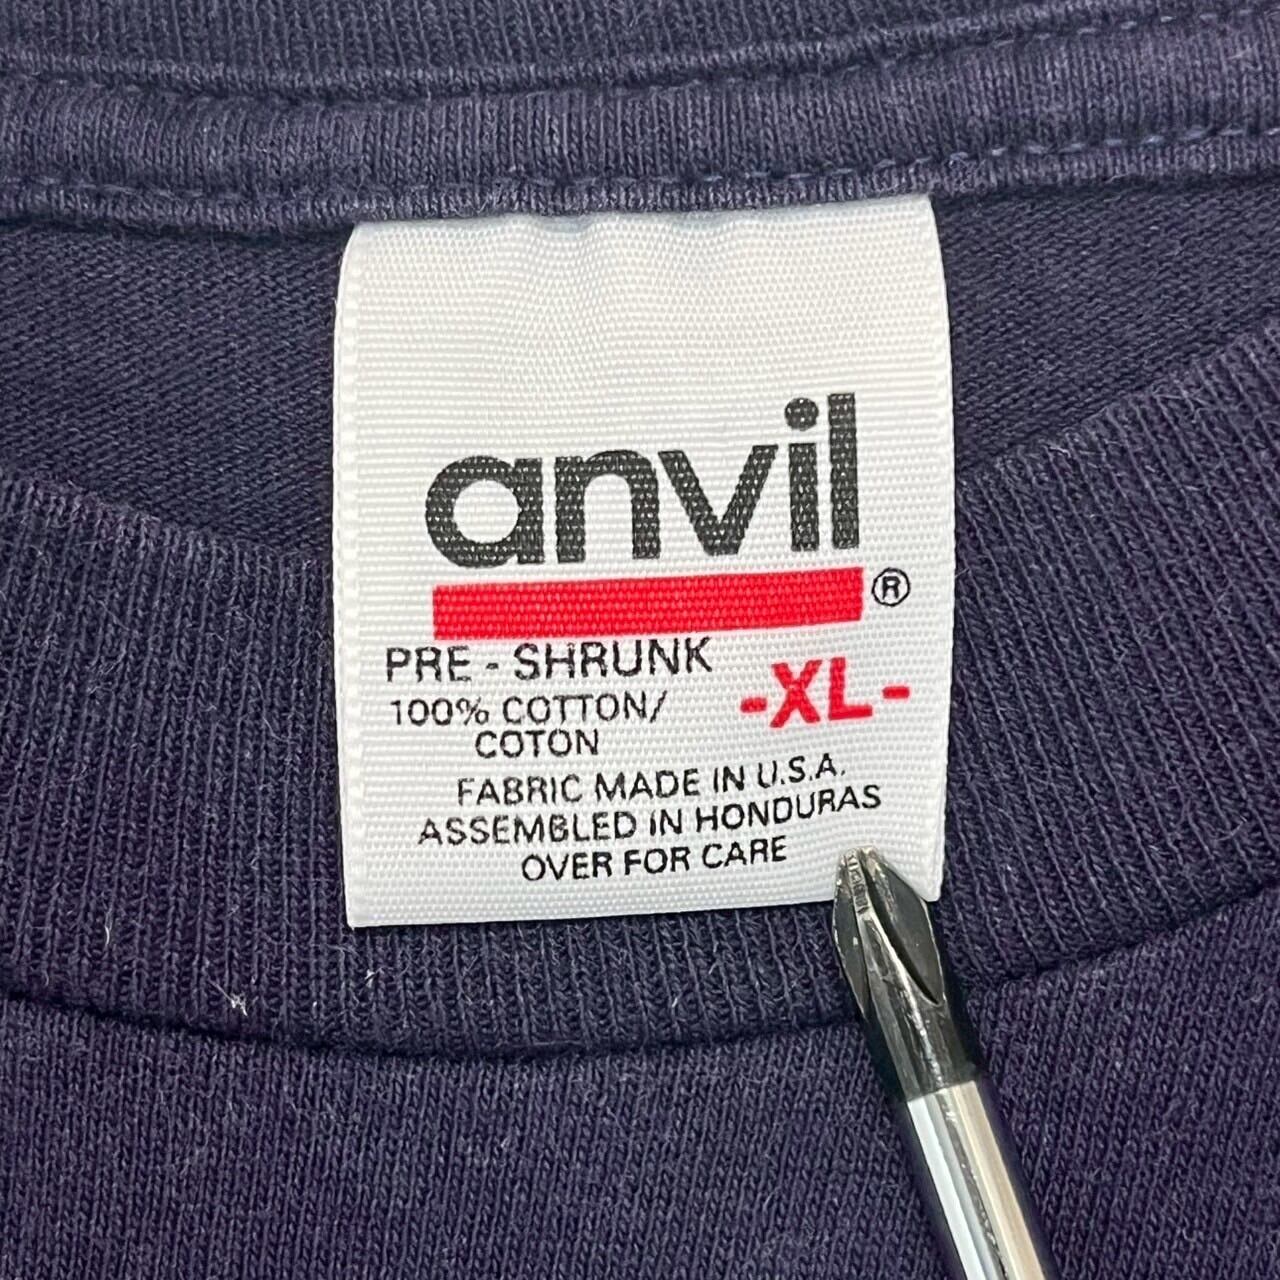 anvil
®
PRE - SHRUNK
-XL-
100% COTTON/
COTON
FABRIC MADE IN U.S.A.
ASSEMBLED IN HONDURAS
OVER FOR CARE